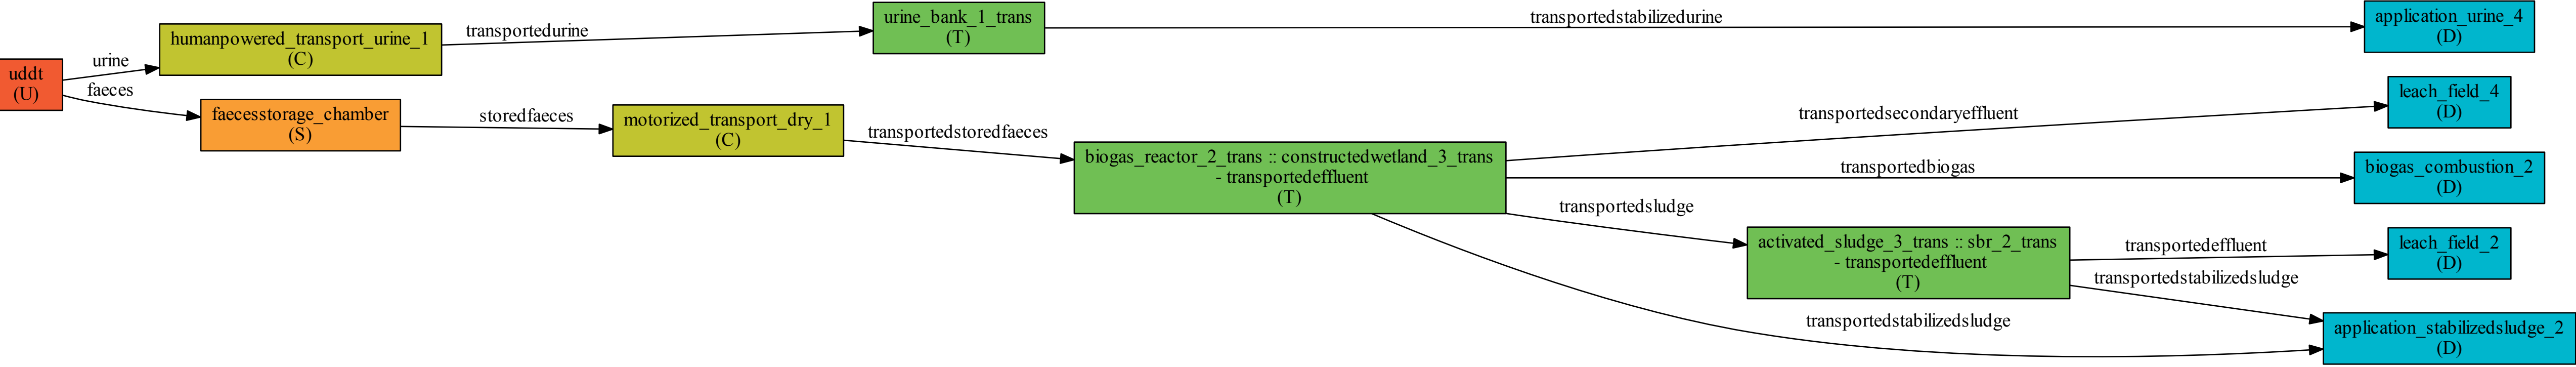 uddt
(U)
urine
faeces
humanpowered_transport_urine_1
(C)
faecesstorage_chamber
(S)
transportedurine
storedfaeces
motorized_transport_dry_1
(C)
urine_bank_1_trans
(T)
transportedstoredfaeces
biogas_reactor_2_trans :: constructedwetland_3_trans
- transportedeffluent
(T)
transportedstabilizedurine
transportedsecondaryeffluent
transportedbiogas
transportedsludge
transportedstabilizedsludge
activated_sludge_3_trans :: sbr_2_trans
- transportedeffluent
(T)
transportedeffluent
transportedstabilizedsludge
application_urine_4
(D)
leach_field_4
(D)
biogas_combustion_2
(D)
leach_field_2
(D)
application_stabilizedsludge_2
(D)